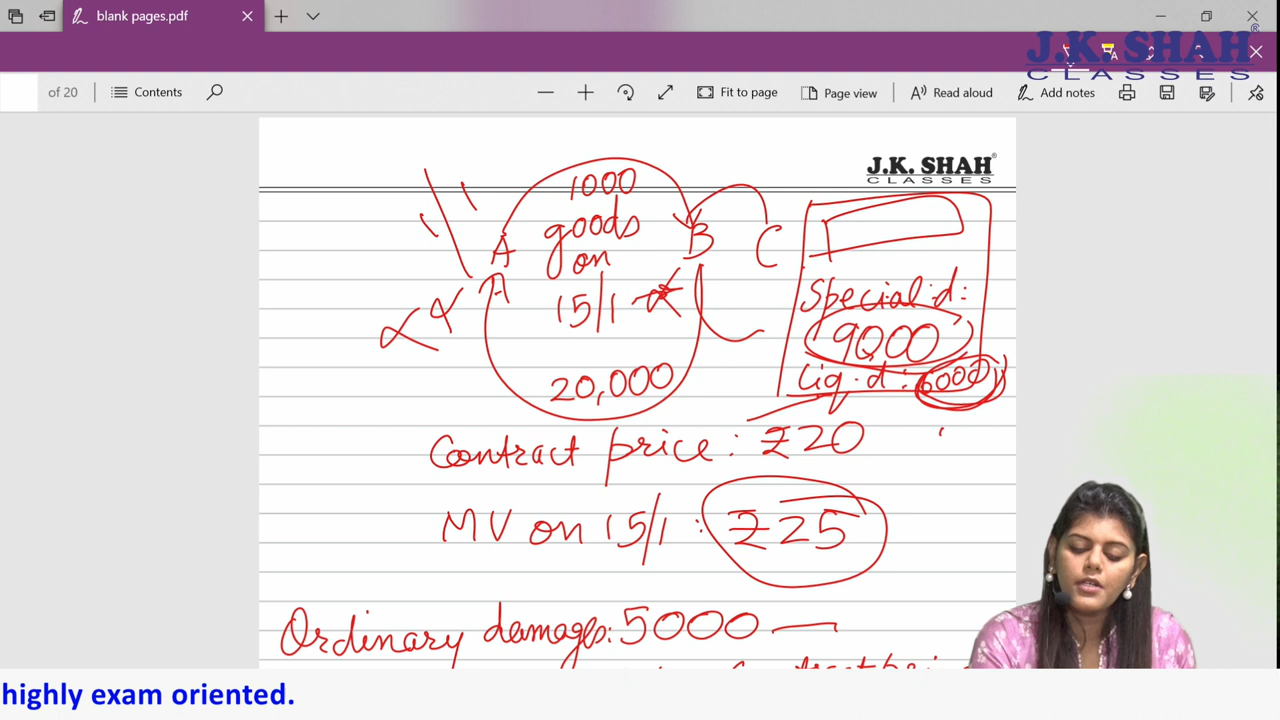 blank pages.pdf
J.K. SHAH®
CLASSES
of 20
Contents
Fit to page
Page view
Read aloud
Add notes
J.K. SHAH®
CLASSES
1000
goods
on
A
B
C
A
15/1
20,000
Special d:
9000
Liq. d: 6000
Contract price: ₹20
MV on 15/1: ₹25
Ordinary damages: 5000
highly exam oriented.